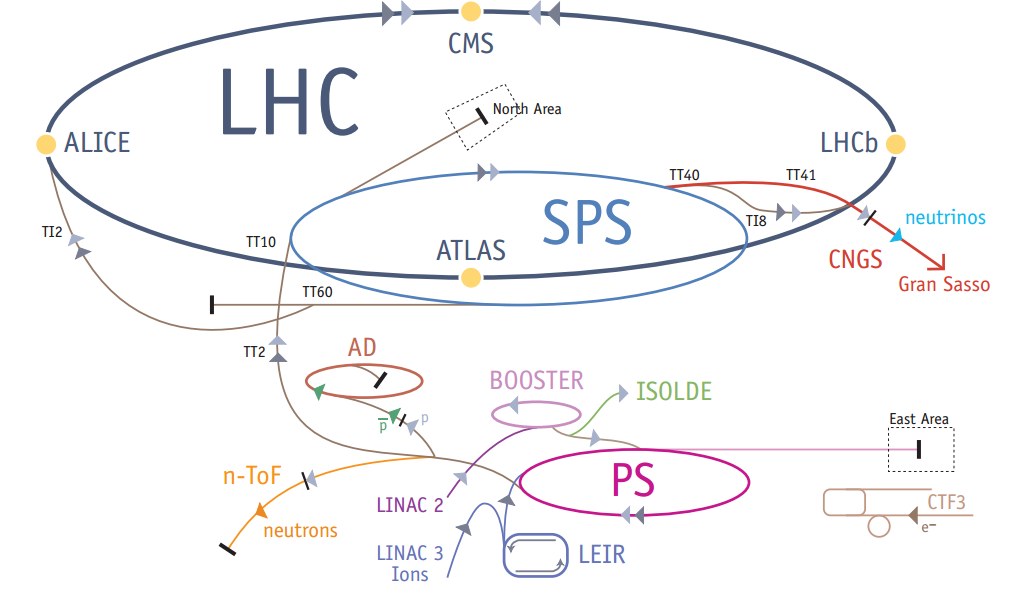 CMS
LHC
North Area
ALICE
LHCb
TT40
TT41
SPS
TI8
neutrinos
TI2
TT10
ATLAS
CNGS
Gran Sasso
TT60
TT2
AD
BOOSTER
ISOLDE
p
p̅
East Area
n-ToF
PS
LINAC 2
CTF3
neutrons
e–
LINAC 3
Ions
LEIR